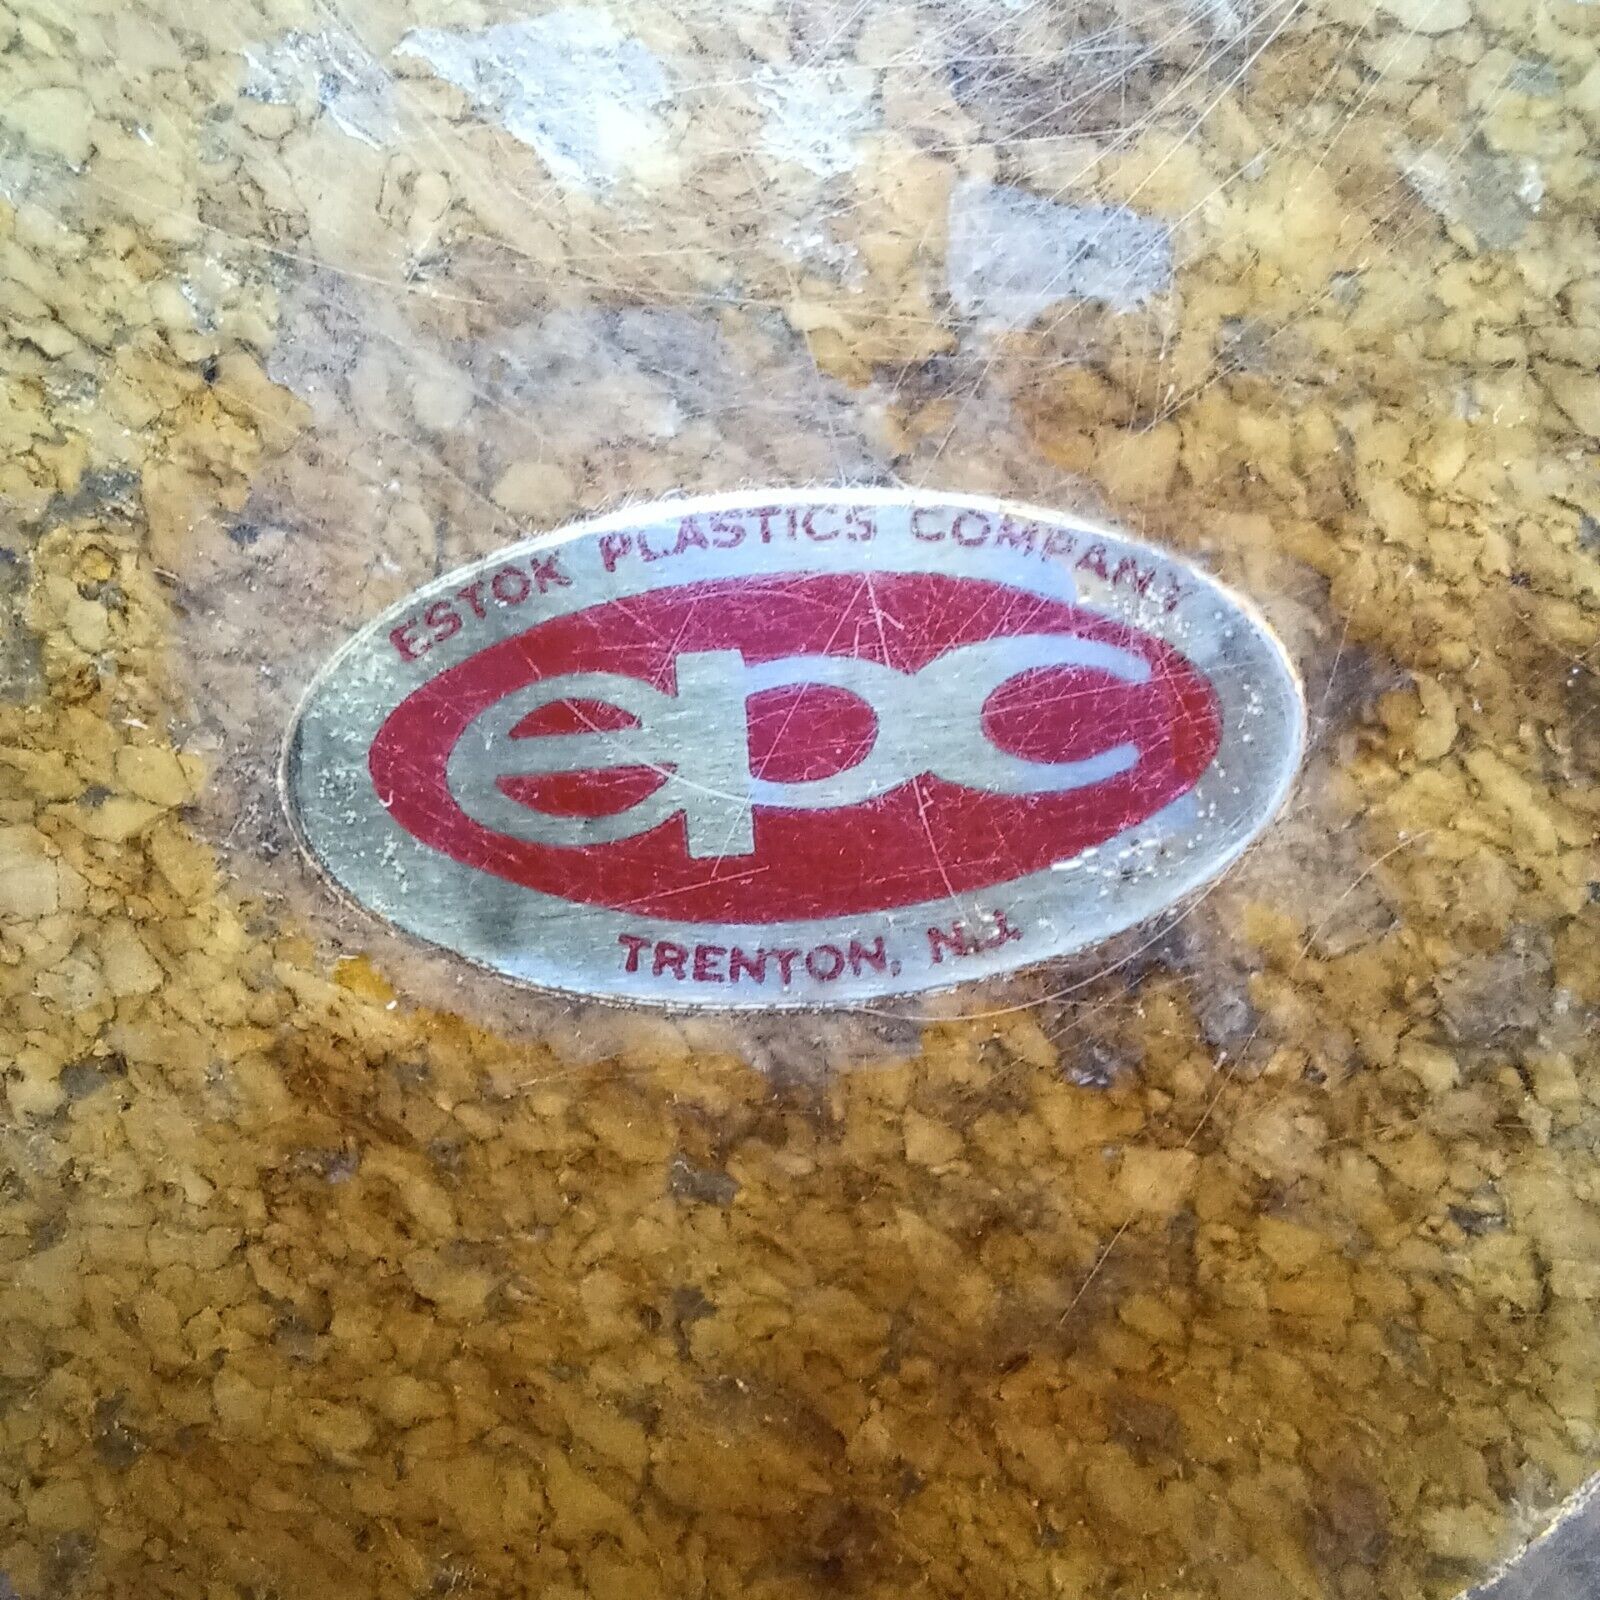 ESTOK PLASTICS COMPANY
epc
TRENTON, N.J.